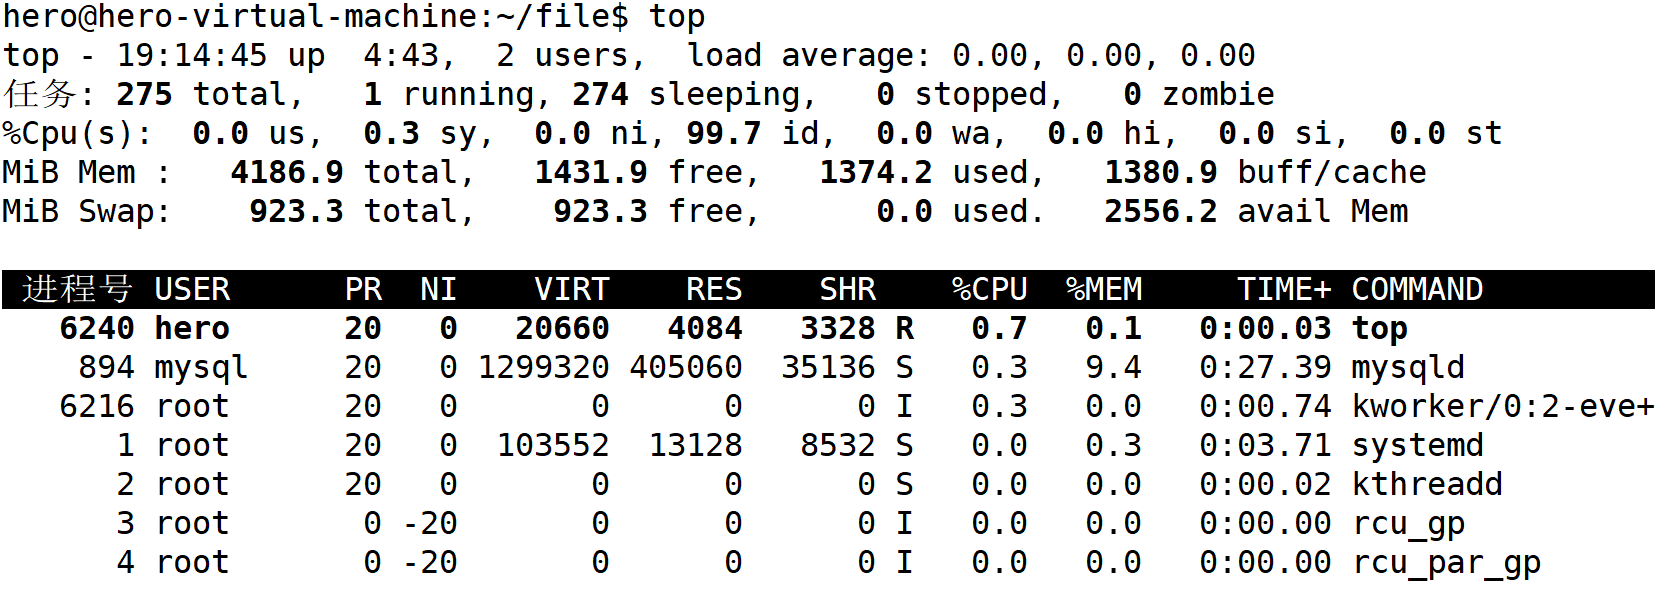 hero@hero-virtual-machine:~/file$ top
top - 19:14:45 up  4:43,  2 users,  load average: 0.00, 0.00, 0.00
任务: 275 total,   1 running, 274 sleeping,   0 stopped,   0 zombie
%Cpu(s):  0.0 us,  0.3 sy,  0.0 ni, 99.7 id,  0.0 wa,  0.0 hi,  0.0 si,  0.0 st
MiB Mem :   4186.9 total,   1431.9 free,   1374.2 used,   1380.9 buff/cache
MiB Swap:    923.3 total,    923.3 free,      0.0 used.   2556.2 avail Mem
进程号 USER      PR  NI    VIRT    RES    SHR    %CPU  %MEM     TIME+ COMMAND
6240 hero      20   0   20660   4084   3328 R   0.7   0.1   0:00.03 top
894 mysql     20   0 1299320 405060  35136 S   0.3   9.4   0:27.39 mysqld
6216 root      20   0       0      0      0 I   0.3   0.0   0:00.74 kworker/0:2-eve+
1 root      20   0  103552  13128   8532 S   0.0   0.3   0:03.71 systemd
2 root      20   0       0      0      0 S   0.0   0.0   0:00.02 kthreadd
3 root       0 -20       0      0      0 I   0.0   0.0   0:00.00 rcu_gp
4 root       0 -20       0      0      0 I   0.0   0.0   0:00.00 rcu_par_gp